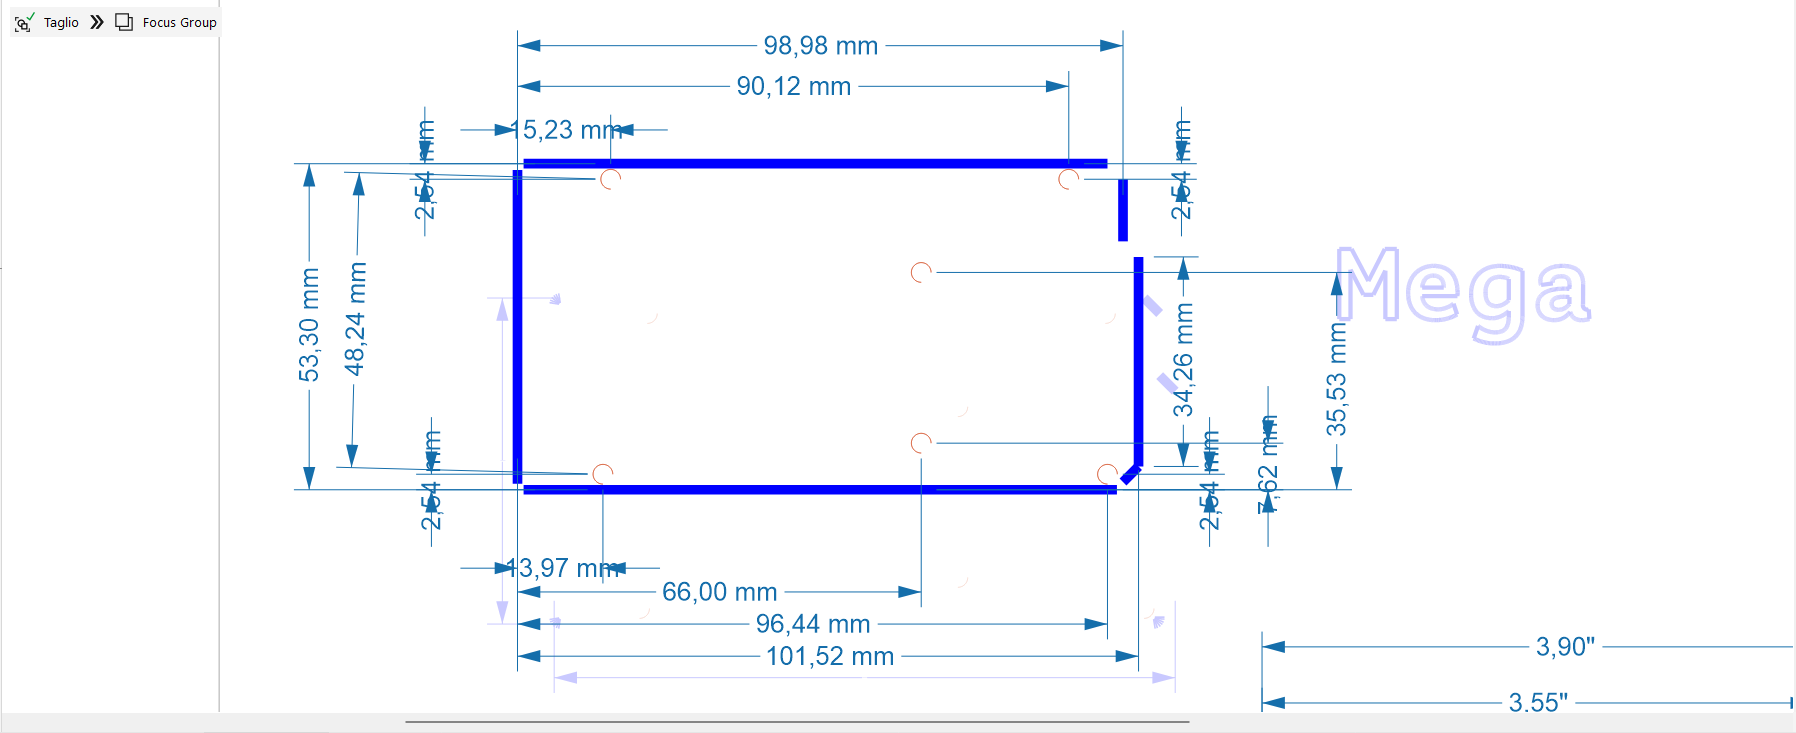 Taglio Focus Group
98,98 mm
90,12 mm
15,23 mm
2,54 mm
2,54 mm
53,30 mm
48,24 mm
Mega
34,26 mm
35,53 mm
2,54 mm
2,54 mm
7,62 mm
13,97 mm
66,00 mm
96,44 mm
101,52 mm
3,90"
3,55"